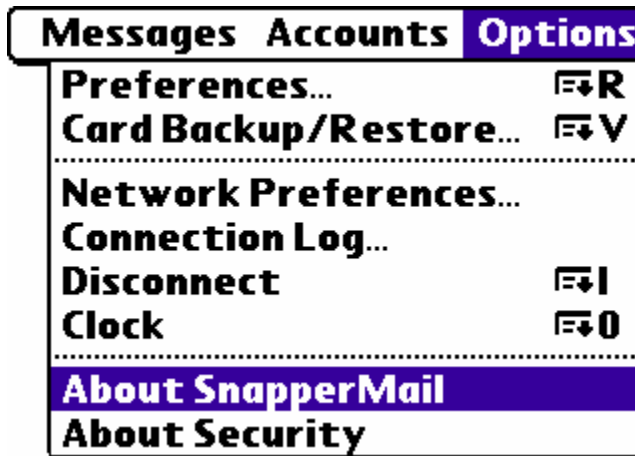 Messages Accounts Options
Preferences... R
Card Backup/Restore... V
Network Preferences...
Connection Log...
Disconnect I
Clock 0
About SnapperMail
About Security